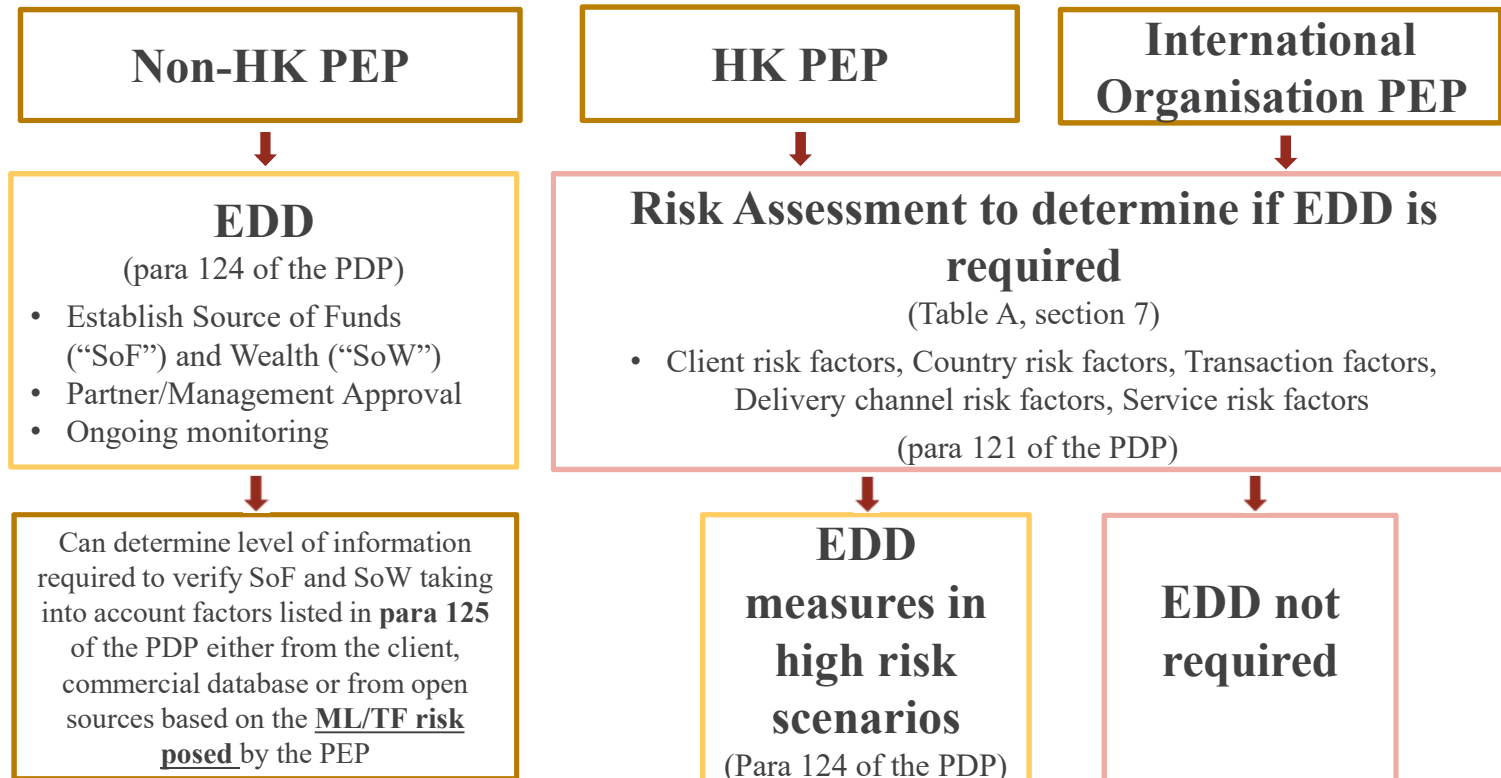 Non-HK PEP
HK PEP
International
Organisation PEP
EDD
(para 124 of the PDP)
• Establish Source of Funds
(“SoF”) and Wealth (“SoW”)
• Partner/Management Approval
• Ongoing monitoring
Risk Assessment to determine if EDD is
required
(Table A, section 7)
• Client risk factors, Country risk factors, Transaction factors,
Delivery channel risk factors, Service risk factors
(para 121 of the PDP)
Can determine level of information
required to verify SoF and SoW taking
into account factors listed in para 125
of the PDP either from the client,
commercial database or from open
sources based on the ML/TF risk
posed by the PEP
EDD
measures in
high risk
scenarios
(Para 124 of the PDP)
EDD not
required